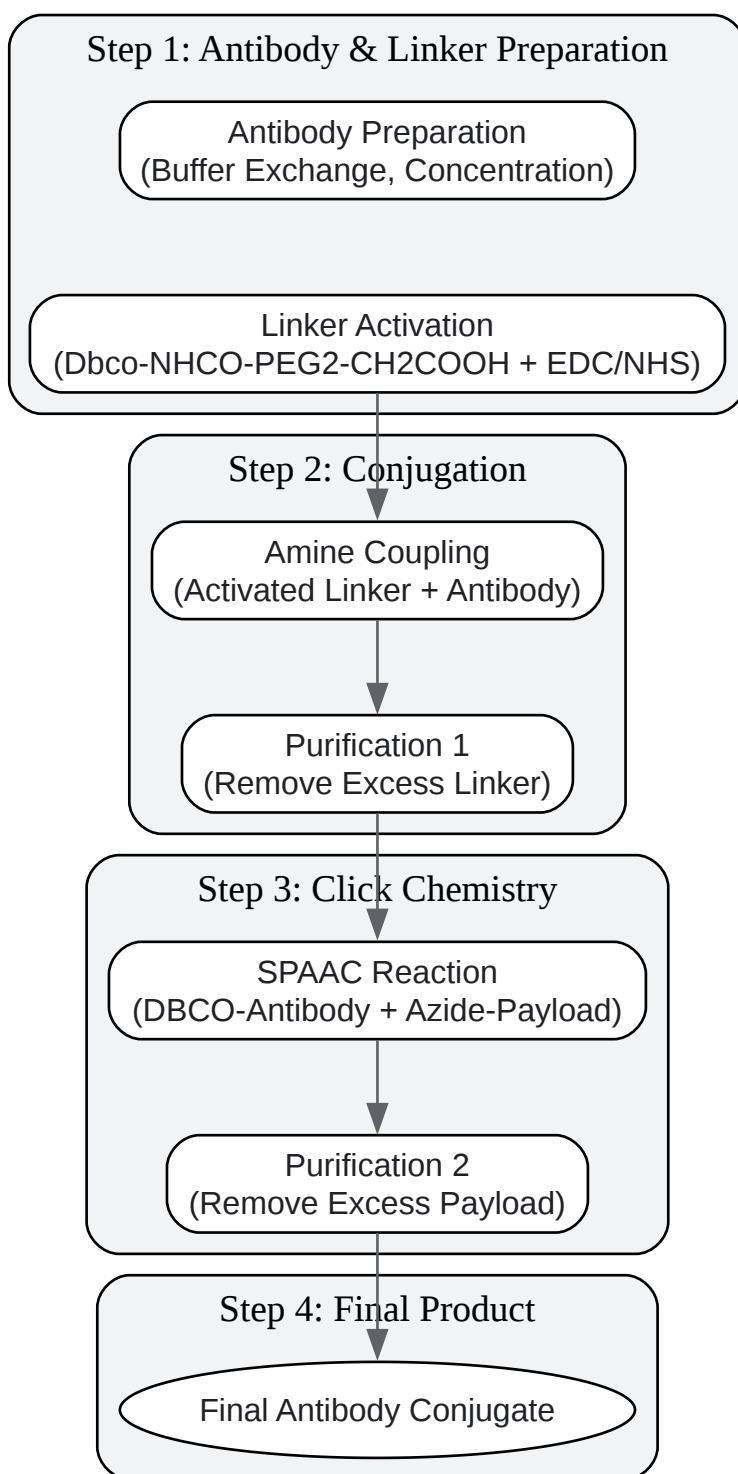 Step 1: Antibody & Linker Preparation
Antibody Preparation
(Buffer Exchange, Concentration)
Linker Activation
(Dbco-NHCO-PEG2-CH2COOH + EDC/NHS)
Step 2: Conjugation
Amine Coupling
(Activated Linker + Antibody)
Purification 1
(Remove Excess Linker)
Step 3: Click Chemistry
SPAAC Reaction
(DBCO-Antibody + Azide-Payload)
Purification 2
(Remove Excess Payload)
Step 4: Final Product
Final Antibody Conjugate